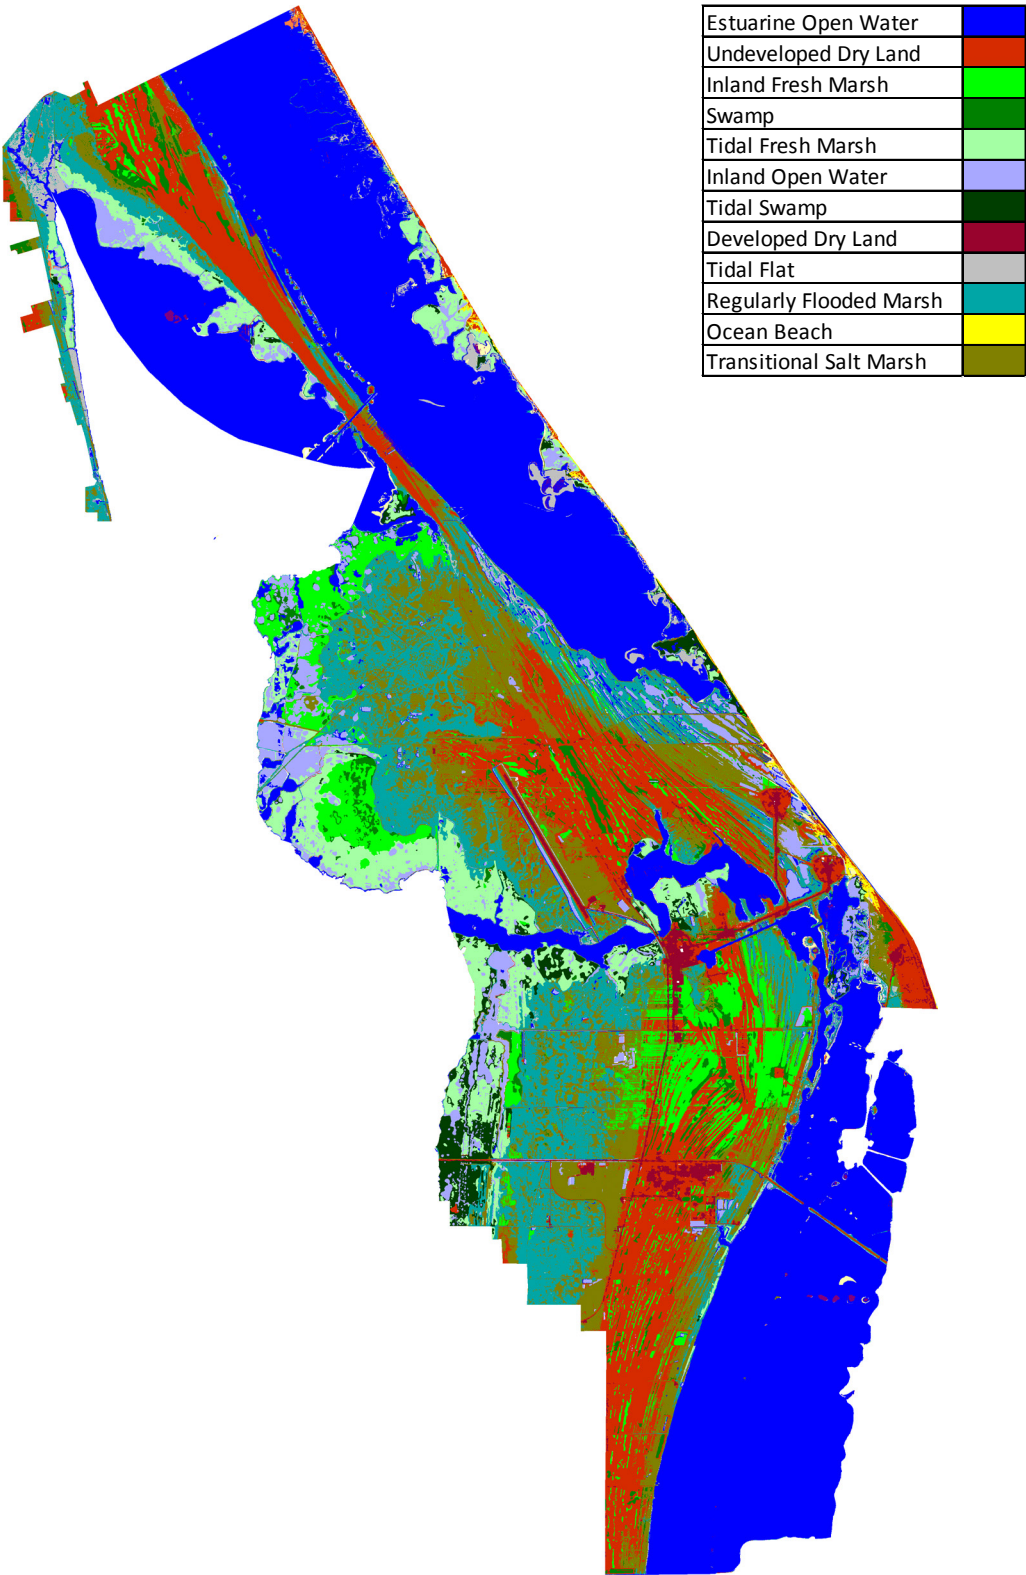 Estuarine Open Water
Undeveloped Dry Land
Inland Fresh Marsh
Swamp
Tidal Fresh Marsh
Inland Open Water
Tidal Swamp
Developed Dry Land
Tidal Flat
Regularly Flooded Marsh
Ocean Beach
Transitional Salt Marsh